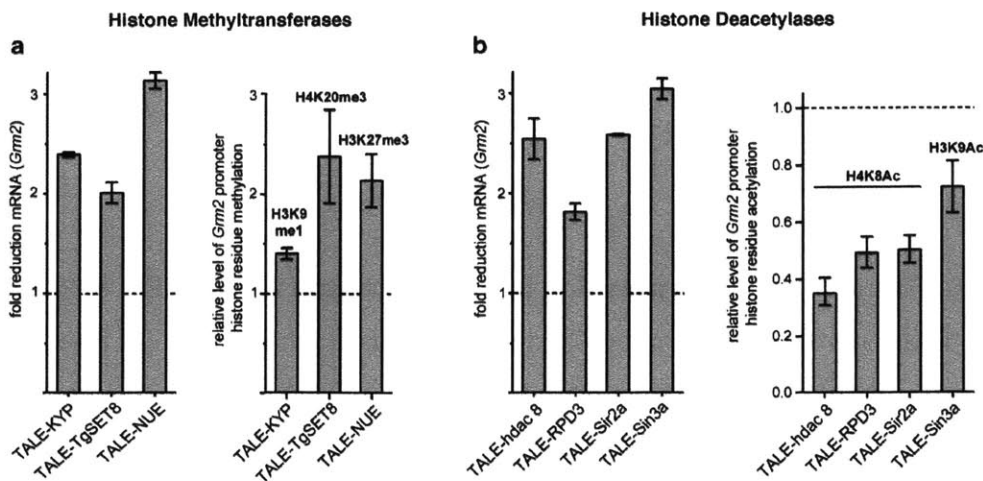 Histone Methyltransferases
Histone Deacetylases
a
fold reduction mRNA (Grm2)
3
2
1
TALE-KYP
TALE-TgSET8
TALE-NUE
relative level of Grm2 promoter
histone residue methylation
3
2
1
H3K9
me1
H4K20me3
H3K27me3
TALE-KYP
TALE-TgSET8
TALE-NUE
b
fold reduction mRNA (Grm2)
3
2
1
TALE-hdac 8
TALE-RPD3
TALE-Sir2a
TALE-Sin3a
relative level of Grm2 promoter
histone residue acetylation
1.0
0.8
0.6
0.4
0.2
0.0
H4K8Ac
H3K9Ac
TALE-hdac 8
TALE-RPD3
TALE-Sir2a
TALE-Sin3a